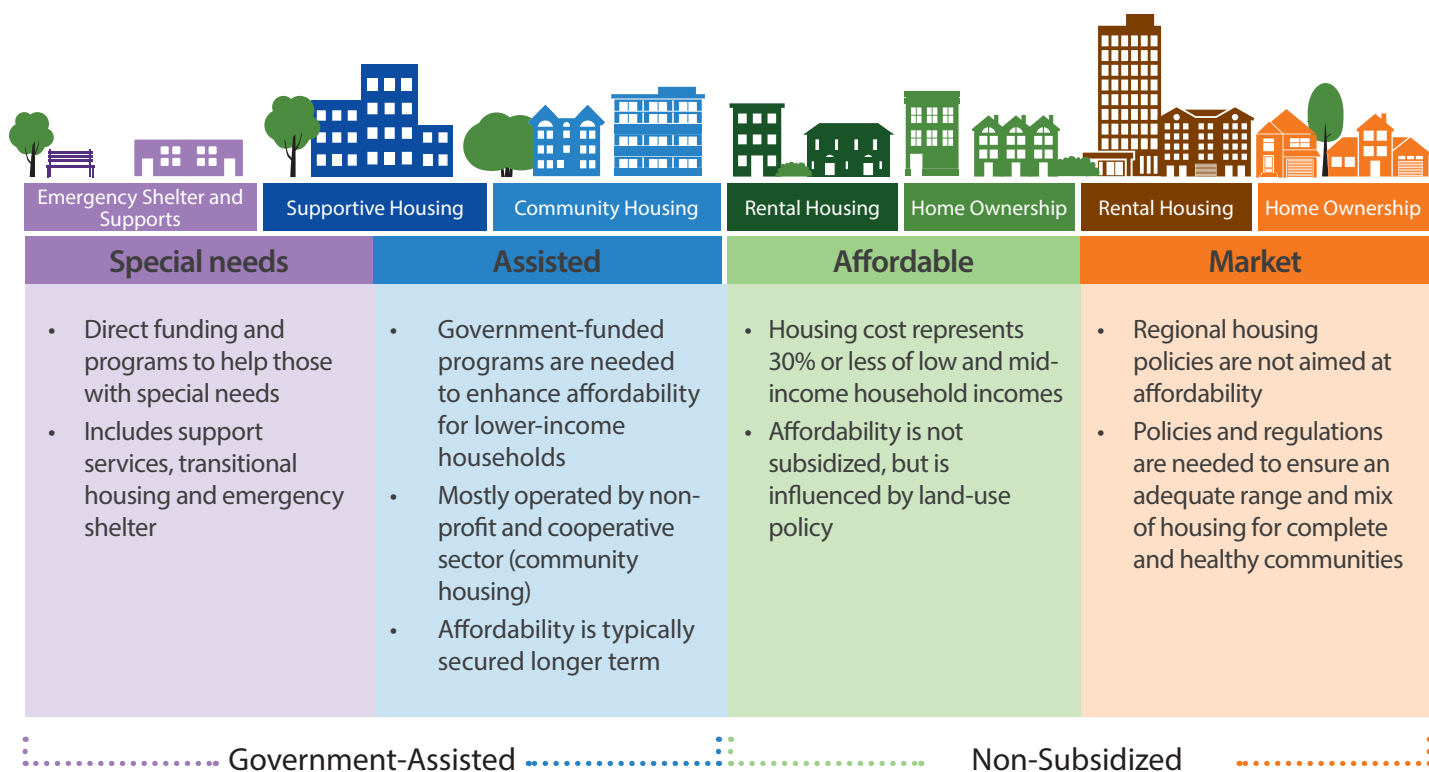 Emergency Shelter and
Supports
Supportive Housing
Community Housing
Rental Housing
Home Ownership
Rental Housing
Home Ownership
Special needs
Assisted
Affordable
Market
• Direct funding and
programs to help those
with special needs
• Includes support
services, transitional
housing and emergency
shelter
• Government-funded
programs are needed
to enhance affordability
for lower-income
households
• Mostly operated by non-
profit and cooperative
sector (community
housing)
• Affordability is typically
secured longer term
• Housing cost represents
30% or less of low and mid-
income household incomes
• Affordability is not
subsidized, but is
influenced by land-use
policy
• Regional housing
policies are not aimed at
affordability
• Policies and regulations
are needed to ensure an
adequate range and mix
of housing for complete
and healthy communities
Government-Assisted
Non-Subsidized